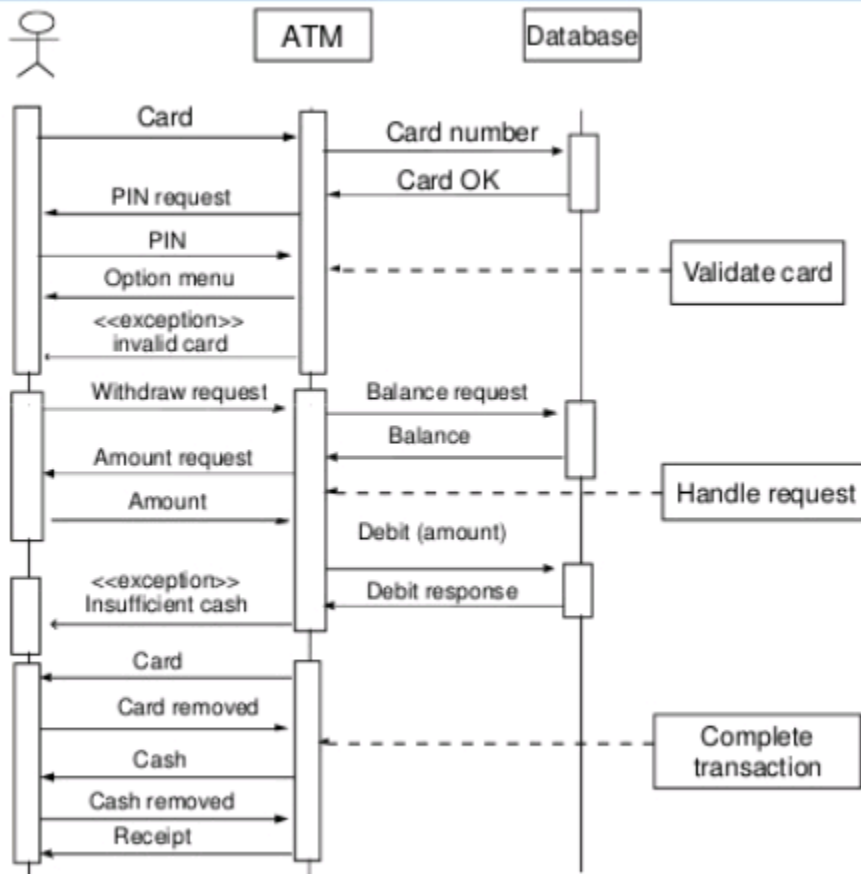 ATM
Database
Card
Card number
Card OK
PIN request
PIN
Validate card
Option menu
<<exception>>
invalid card
Withdraw request
Balance request
Balance
Amount request
Handle request
Amount
Debit (amount)
<<exception>>
Debit response
Insufficient cash
Card
Card removed
Complete
transaction
Cash
Cash removed
Receipt